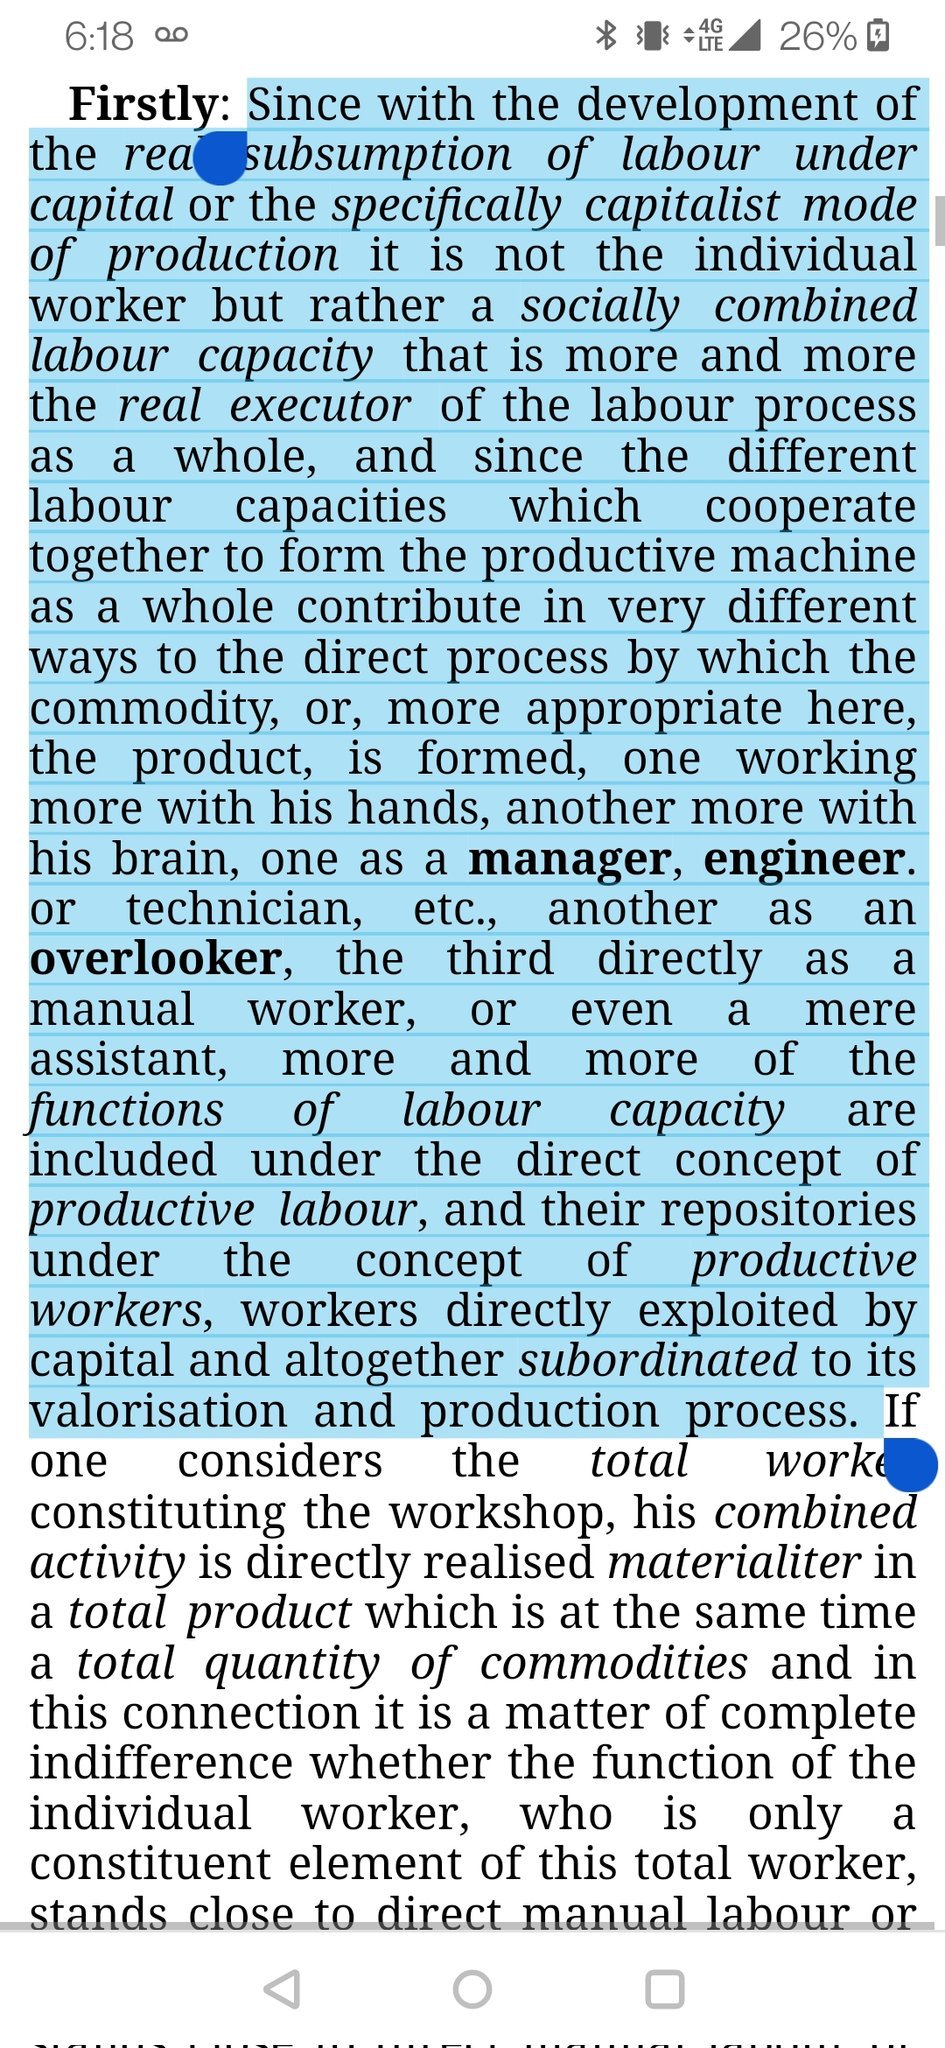 6:18 4G LTE 26%
Firstly: Since with the development of
the real subsumption of labour under
capital or the specifically capitalist mode
of production it is not the individual
worker but rather a socially combined
labour capacity that is more and more
the real executor of the labour process
as a whole, and since the different
labour capacities which cooperate
together to form the productive machine
as a whole contribute in very different
ways to the direct process by which the
commodity, or, more appropriate here,
the product, is formed, one working
more with his hands, another more with
his brain, one as a manager, engineer.
or technician, etc., another as an
overlooker, the third directly as a
manual worker, or even a mere
assistant, more and more of the
functions of labour capacity are
included under the direct concept of
productive labour, and their repositories
under the concept of productive
workers, workers directly exploited by
capital and altogether subordinated to its
valorisation and production process. If
one considers the total worker
constituting the workshop, his combined
activity is directly realised materialiter in
a total product which is at the same time
a total quantity of commodities and in
this connection it is a matter of complete
indifference whether the function of the
individual worker, who is only a
constituent element of this total worker,
stands close to direct manual labour or